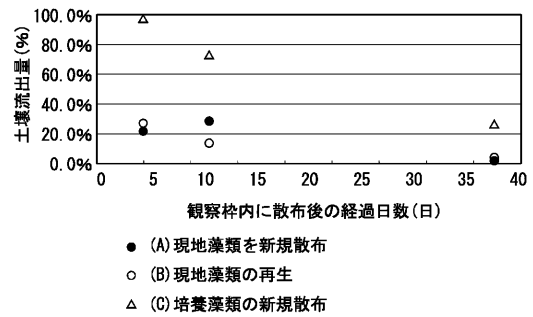 100.0%
80.0%
60.0%
40.0%
20.0%
0.0%
土壌流出量(%)
0 5 10 15 20 25 30 35 40
観察枠内に散布後の経過日数(日)
● (A)現地藻類を新規散布
○ (B)現地藻類の再生
△ (C)培養藻類の新規散布